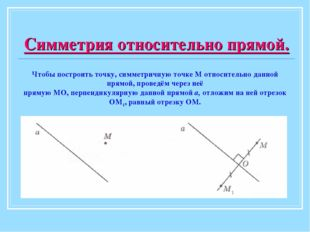 Симметрия относительно прямой.
Чтобы построить точку, симметричную точке М относительно данной
прямой, проведём через неё
прямую МО, перпендикулярную данной прямой а, отложим на ней отрезок
ОМ₁, равный отрезку ОМ.
a
M
a
M
O
M₁